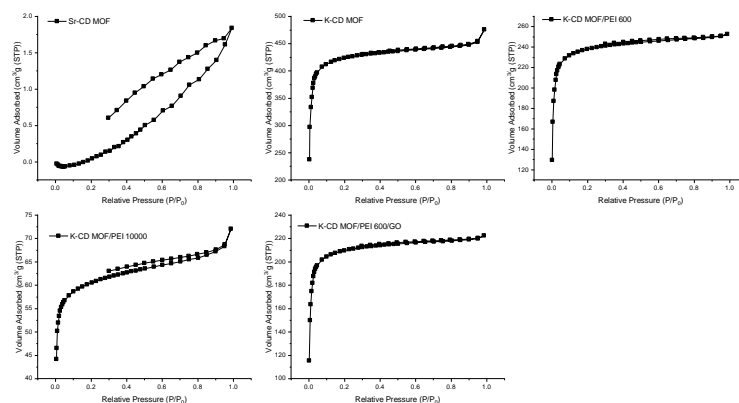 Sr-CD MOF
2.0
1.5
1.0
0.5
0.0
Volume Adsorbed (cm³/g (STP))
0.0 0.2 0.4 0.6 0.8 1.0
Relative Pressure (P/P₀)
K-CD MOF
500
450
400
350
300
250
200
Volume Adsorbed (cm³/g (STP))
0.0 0.2 0.4 0.6 0.8 1.0
Relative Pressure (P/P₀)
K-CD MOF/PEI 600
260
240
220
200
180
160
140
120
Volume Adsorbed (cm³/g (STP))
0.0 0.2 0.4 0.6 0.8 1.0
Relative Pressure (P/P₀)
K-CD MOF/PEI 10000
75
70
65
60
55
50
45
40
Volume Adsorbed (cm³/g (STP))
0.0 0.2 0.4 0.6 0.8 1.0
Relative Pressure (P/P₀)
K-CD MOF/PEI 600/GO
240
220
200
180
160
140
120
100
Volume Adsorbed (cm³/g (STP))
0.0 0.2 0.4 0.6 0.8 1.0
Relative Pressure (P/P₀)